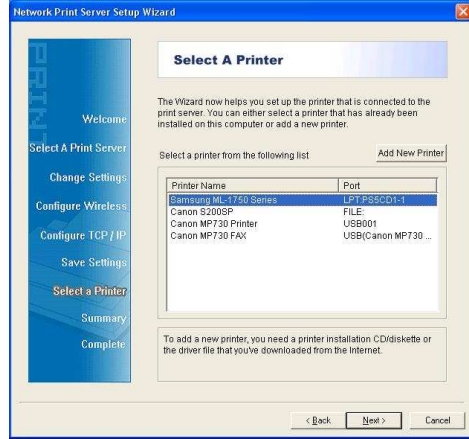 Network Print Server Setup Wizard
PRINT
Select A Printer
The Wizard now helps you set up the printer that is connected to the
print server. You can either select a printer that has already been
installed on this computer or add a new printer.
Welcome
Select A Print Server
Change Settings
Configure Wireless
Configure TCP / IP
Save Settings
Select a Printer
Summary
Complete
Select a printer from the following list
Add New Printer
Printer Name Port
Samsung ML-1750 Series LPT:PS5CD1-1
Canon S200SP FILE:
Canon MP730 Printer USB001
Canon MP730 FAX USB(Canon MP730 ...
To add a new printer, you need a printer installation CD/diskette or
the driver file that you've downloaded from the Internet.
< Back Next > Cancel